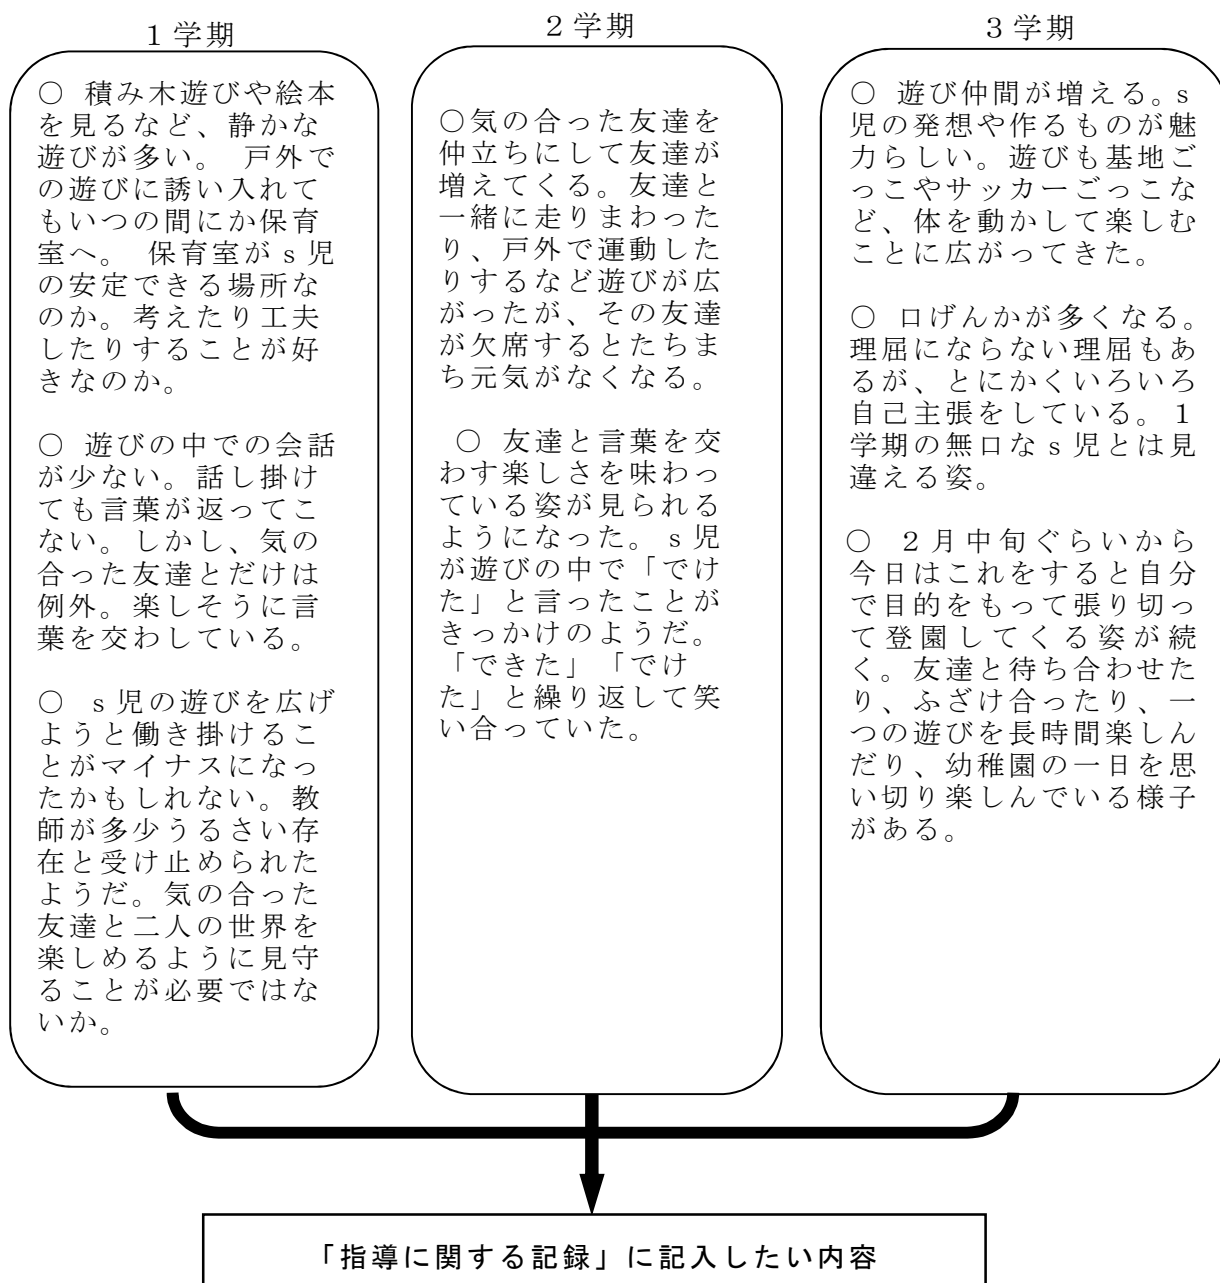 1学期
○ 積み木遊びや絵本
を見るなど、静かな
遊びが多い。 戸外で
の遊びに誘い入れて
もいつの間にか保育
室へ。 保育室がs児
の安定できる場所な
のか。考えたり工夫
したりすることが好
きなのか。
○ 遊びの中での会話
が少ない。話し掛け
ても言葉が返ってこ
ない。しかし、気の
合った友達とだけは
例外。楽しそうに言
葉を交わしている。
○ s児の遊びを広げ
ようと働き掛けるこ
とがマイナスになっ
たかもしれない。教
師が多少うるさい存
在と受け止められた
ようだ。気の合った
友達と二人の世界を
楽しめるように見守
ることが必要ではな
いか。
2学期
○気の合った友達を
仲立ちにして友達が
増えてくる。友達と
一緒に走りまわった
り、戸外で運動した
りするなど遊びが広
がったが、その友達
が欠席するとたちま
ち元気がなくなる。
○ 友達と言葉を交
わす楽しさを味わっ
ている姿が見られる
ようになった。s児
が遊びの中で「でけ
た」と言ったことが
きっかけのようだ。
「できた」「でけ
た」と繰り返して笑
い合っていた。
3学期
○ 遊び仲間が増える。s
児の発想や作るものが魅
力らしい。遊びも基地ご
っこやサッカーごっこな
ど、体を動かして楽しむ
ことに広がってきた。
○ 口げんかが多くなる。
理屈にならない理屈もあ
るが、とにかくいろいろ
自己主張をしている。1
学期の無口なs児とは見
違える姿。
○ 2月中旬ぐらいから
今日はこれをすると自分
で目的をもって張り切っ
て登園してくる姿が続
く。友達と待ち合わせた
り、ふざけ合ったり、一
つの遊びを長時間楽しん
だり、幼稚園の一日を思
い切り楽しんでいる様子
がある。
「指導に関する記録」に記入したい内容